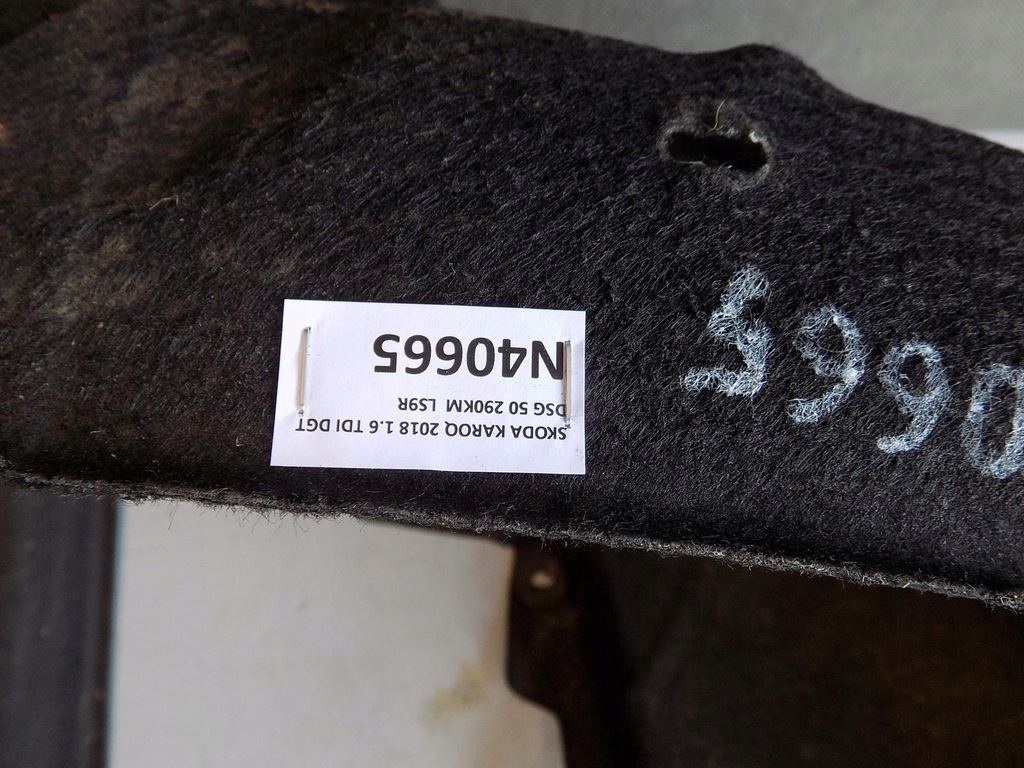 SKODA KAROQ 2018 1.6 TDI DGT
DSG 50 290KM LS9R
N40665
0665